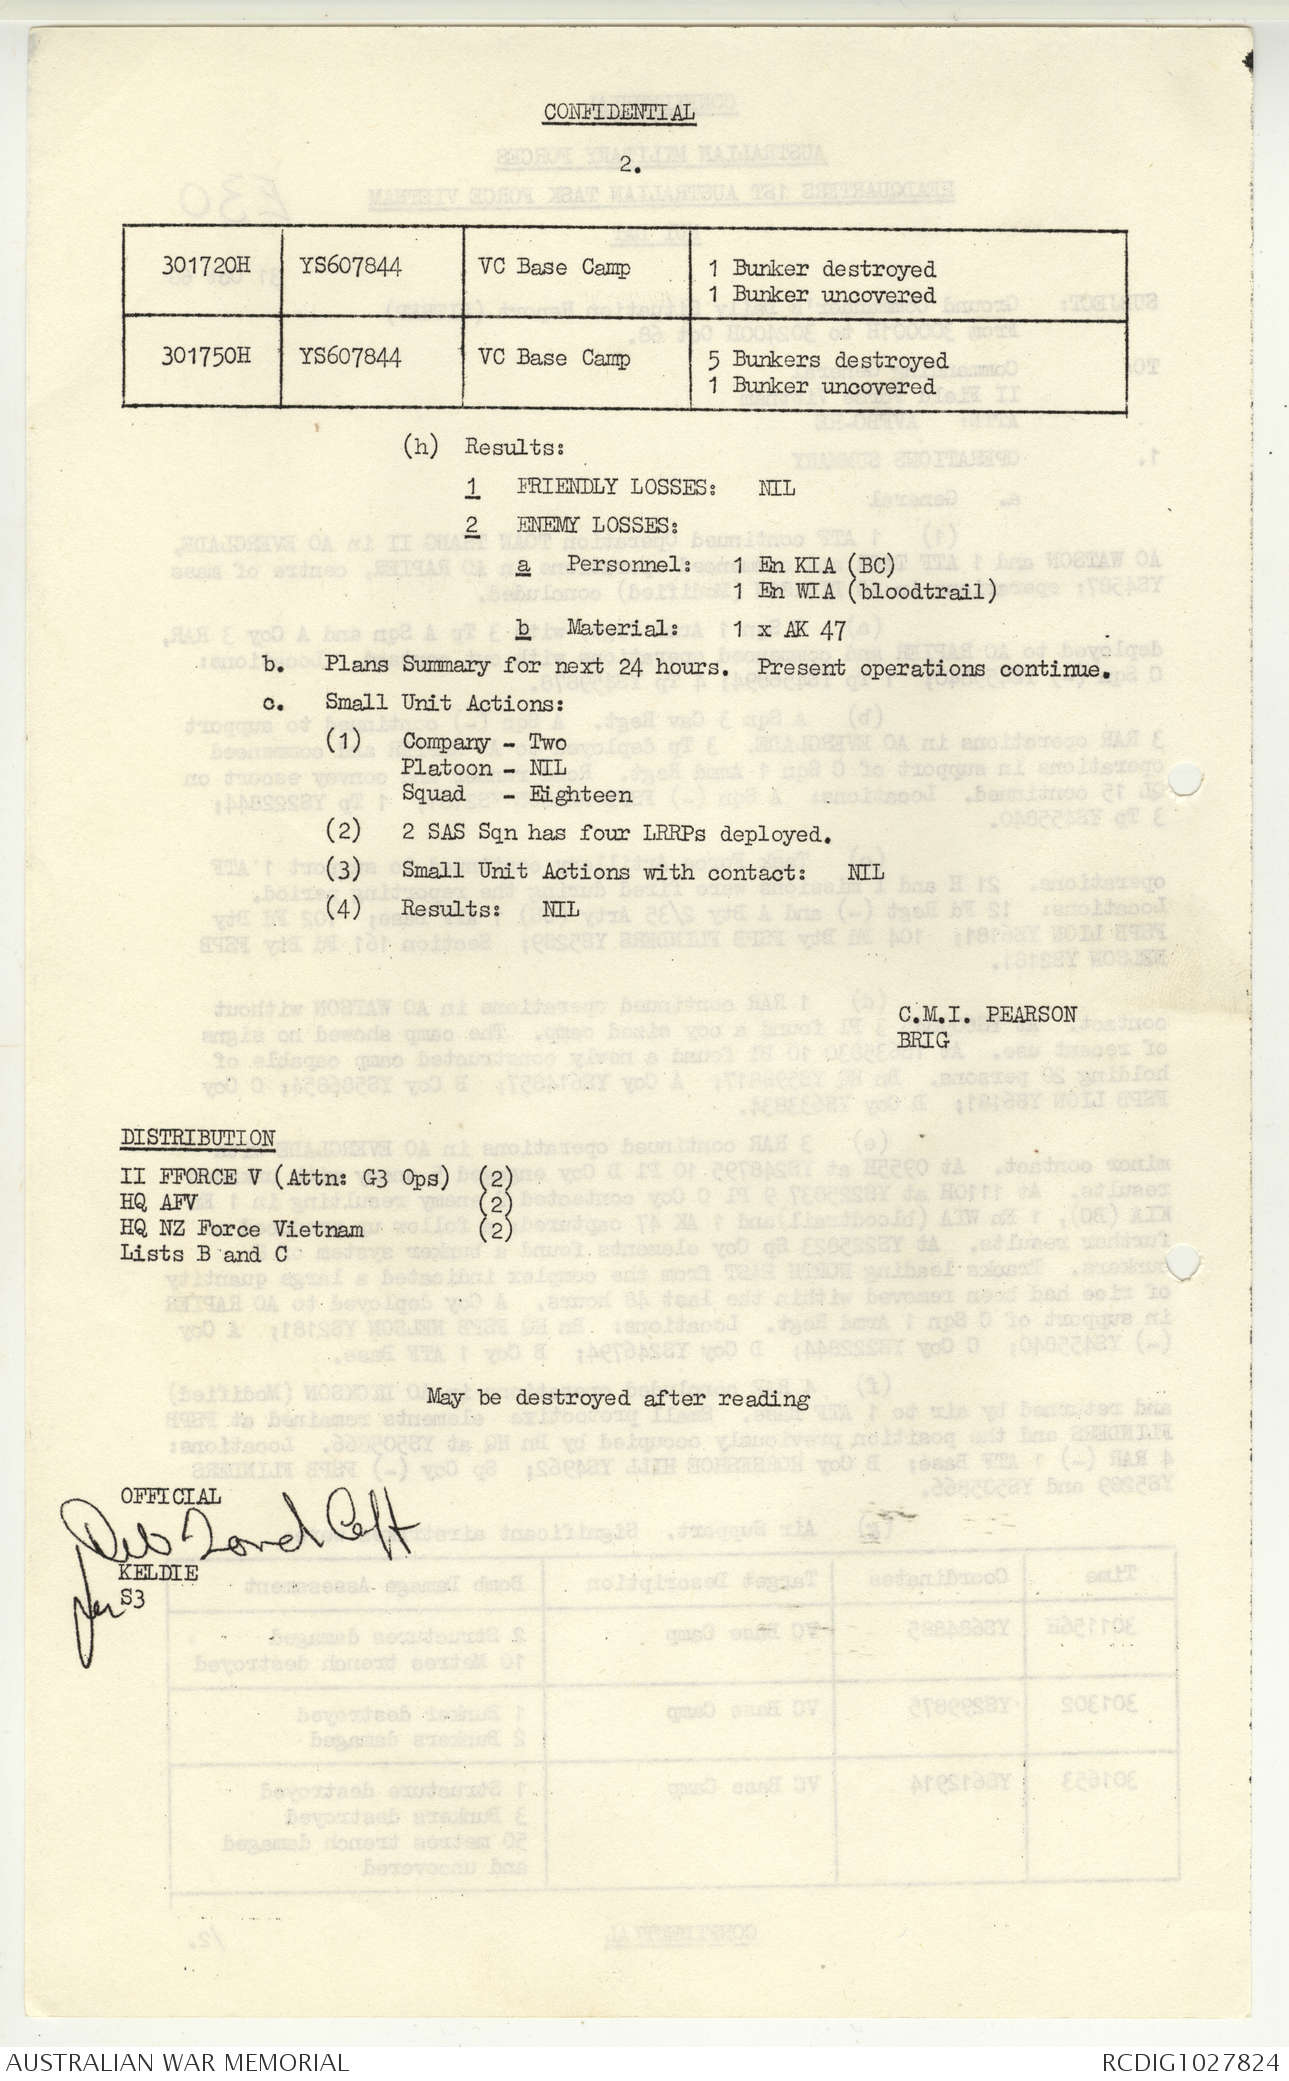 CONFIDENTIAL
2.
301720H YS607844 VC Base Camp 1 Bunker destroyed
1 Bunker uncovered
301750H YS607844 VC Base Camp 5 Bunkers destroyed
1 Bunker uncovered
(h) Results:
1 FRIENDLY LOSSES: NIL
2 ENEMY LOSSES:
a Personnel: 1 En KIA (BC)
1 En WIA (bloodtrail)
b Material: 1 x AK 47
b. Plans Summary for next 24 hours. Present operations continue.
c. Small Unit Actions:
(1) Company - Two
Platoon - NIL
Squad - Eighteen
(2) 2 SAS Sqn has four LRRPs deployed.
(3) Small Unit Actions with contact: NIL
(4) Results: NIL
C.M.I. PEARSON
BRIG
DISTRIBUTION
II FFORCE V (Attn: G3 Ops) (2)
HQ AFV (2)
HQ NZ Force Vietnam (2)
Lists B and C
May be destroyed after reading
OFFICIAL
KELDIE
S3
AUSTRALIAN WAR MEMORIAL
RCDIG1027824